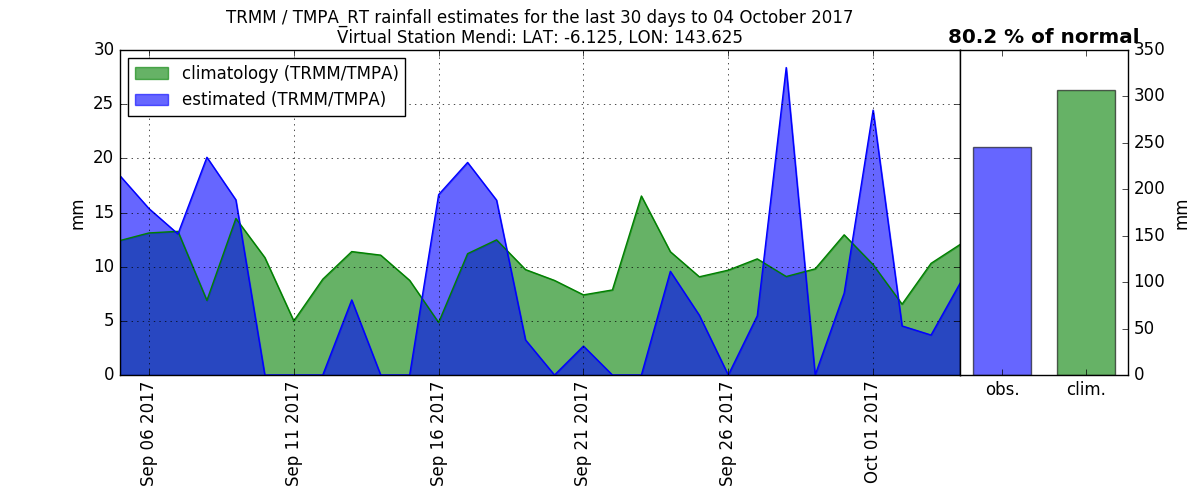 TRMM / TMPA_RT rainfall estimates for the last 30 days to 04 October 2017
Virtual Station Mendi: LAT: -6.125, LON: 143.625
80.2 % of normal
climatology (TRMM/TMPA)
estimated (TRMM/TMPA)
mm
30
25
20
15
10
5
0
Sep 06 2017
Sep 11 2017
Sep 16 2017
Sep 21 2017
Sep 26 2017
Oct 01 2017
350
300
250
200
150
100
50
0
mm
obs.
clim.